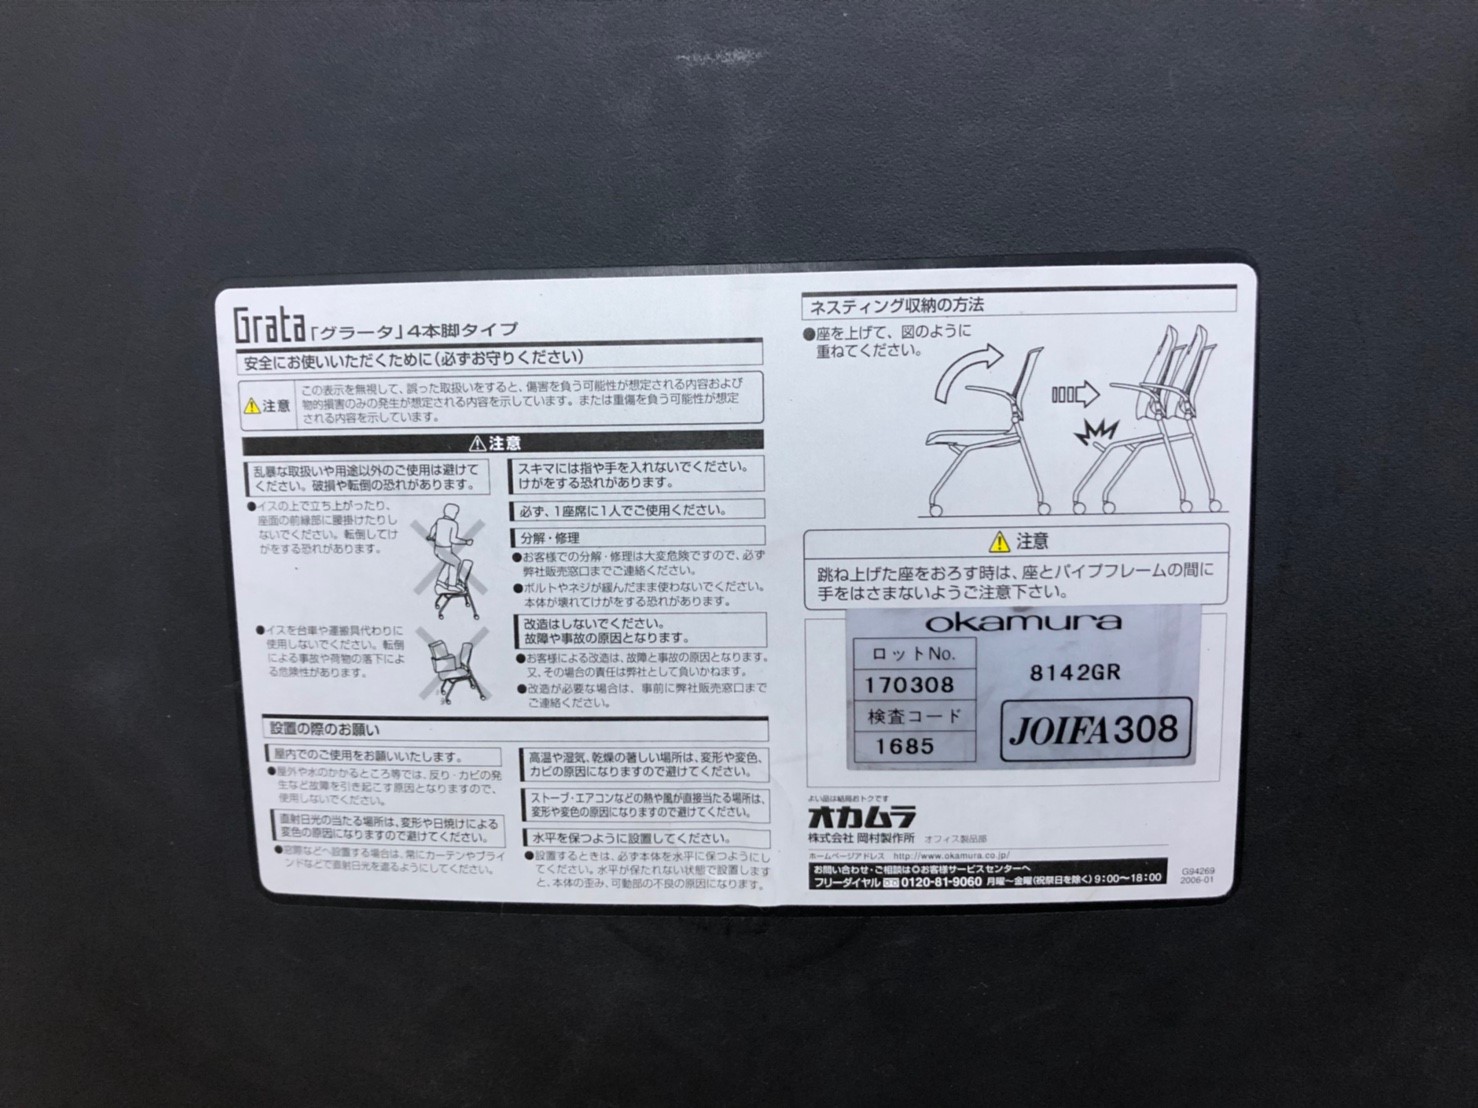 Grata「グラータ」4本脚タイプ
安全にお使いいただくために(必ずお守りください)
注意
この表示を無視して、誤った取扱いをすると、傷害を負う可能性が想定される内容および
物的損害のみの発生が想定される内容を示しています。または重傷を負う可能性が想定
される内容を示しています。
注意
乱暴な取扱いや用途以外のご使用は避けて
ください。破損や転倒の恐れがあります。
●イスの上で立ち上がったり、
座面の前縁部に腰掛けたりし
ないでください。転倒してけ
がをする恐れがあります。
●イスを台車や運搬具代わりに
使用しないでください。転倒
による事故や荷物の落下によ
る危険性があります。
スキマには指や手を入れないでください。
けがをする恐れがあります。
必ず、1座席に1人でご使用ください。
分解・修理
●お客様での分解・修理は大変危険ですので、必ず
弊社販売窓口までご連絡ください。
●ボルトやネジが緩んだまま使わないでください。
本体が壊れてけがをする恐れがあります。
改造はしないでください。
故障や事故の原因となります。
●お客様による改造は、故障と事故の原因となります。
又、その場合の責任は弊社として負いかねます。
●改造が必要な場合は、事前に弊社販売窓口まで
ご連絡ください。
設置の際のお願い
屋内でのご使用をお願いいたします。
●屋外や水のかかるところ等では、反り・カビの発
生など故障を引き起こす原因となりますので、
使用しないでください。
直射日光の当たる場所は、変形や日焼けによる
変色の原因になりますので避けてください。
●窓際などへ設置する場合は、常にカーテンやブライ
ンドなどで直射日光を遮るようにしてください。
高温や湿気、乾燥の著しい場所は、変形や変色、
カビの原因になりますので避けてください。
ストーブ・エアコンなどの熱や風が直接当たる場所は、
変形や変色の原因になりますので避けてください。
水平を保つように設置してください。
●設置するときは、必ず本体を水平に保つようにし
てください。水平が保たれない状態で設置します
と、本体の歪み、可動部の不良の原因になります。
ネスティング収納の方法
●座を上げて、図のように
重ねてください。
注意
跳ね上げた座をおろす時は、座とパイプフレームの間に
手をはさまないようご注意下さい。
okamura
ロットNo.
170308
検査コード
1685
8142GR
JOIFA308
よい品は結局おトクです
オカムラ
株式会社 岡村製作所 オフィス製品部
ホームページアドレス http://www.okamura.co.jp/
お問い合わせ・ご相談は✪お客様サービスセンターへ
フリーダイヤル 0120-81-9060 月曜～金曜(祝祭日を除く)9:00～18:00
G94269
2006-01